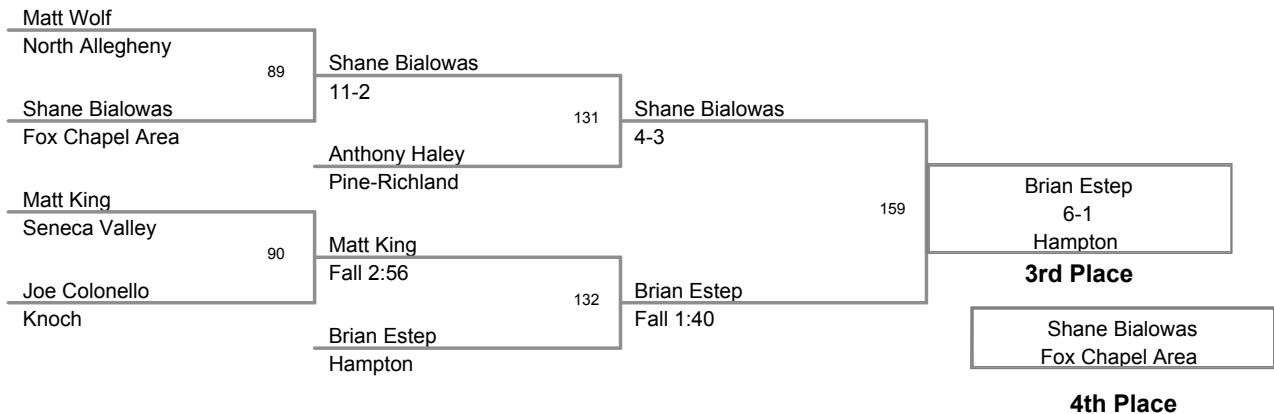 Matt Wolf
North Allegheny
89
Shane Bialowas
11-2
Shane Bialowas
Fox Chapel Area
131
Shane Bialowas
4-3
Anthony Haley
Pine-Richland
Matt King
Seneca Valley
159
Brian Estep
6-1
Hampton
3rd Place
90
Matt King
Fall 2:56
Joe Colonello
Knoch
132
Brian Estep
Fall 1:40
Brian Estep
Hampton
Shane Bialowas
Fox Chapel Area
4th Place